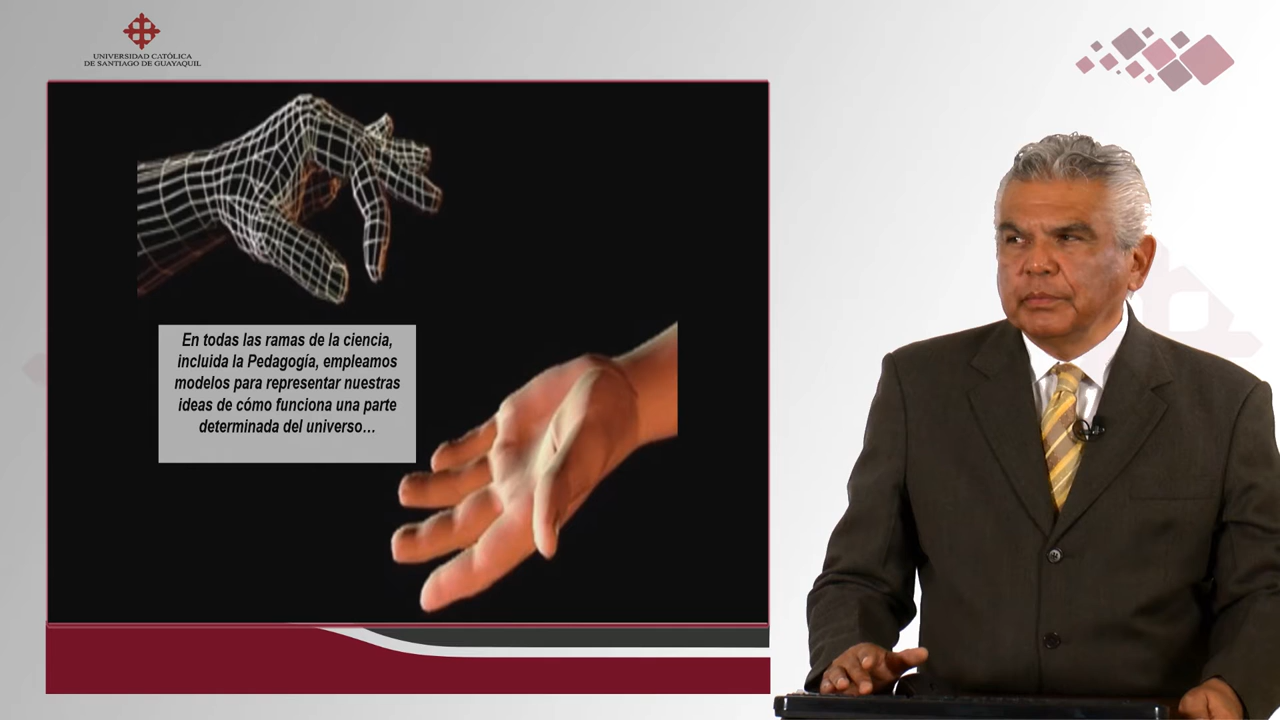 UNIVERSIDAD CATÓLICA
DE SANTIAGO DE GUAYAQUIL
En todas las ramas de la ciencia,
incluida la Pedagogía, empleamos
modelos para representar nuestras
ideas de cómo funciona una parte
determinada del universo…